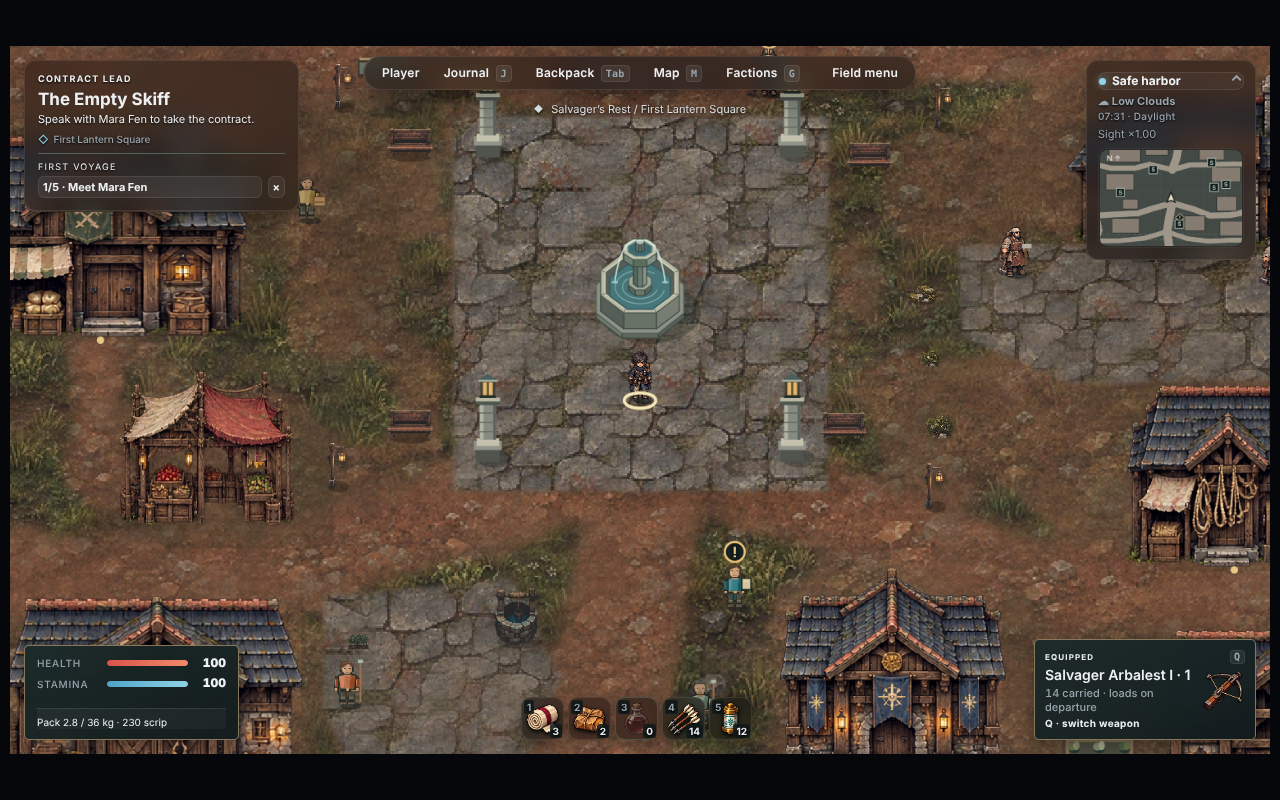 CONTRACT LEAD
The Empty Skiff
Speak with Mara Fen to take the contract.
First Lantern Square
FIRST VOYAGE
1/5 · Meet Mara Fen ×
Player Journal J Backpack Tab Map M Factions G Field menu
Salvager's Rest / First Lantern Square
Safe harbor
Low Clouds
07:31 · Daylight
Sight ×1.00
N
S
S
S
S
S
S
!
HEALTH 100
STAMINA 100
Pack 2.8 / 36 kg · 230 scrip
1 3
2 2
3 0
4 14
5 12
EQUIPPED Q
Salvager Arbalest I · 1
14 carried · loads on
departure
Q · switch weapon